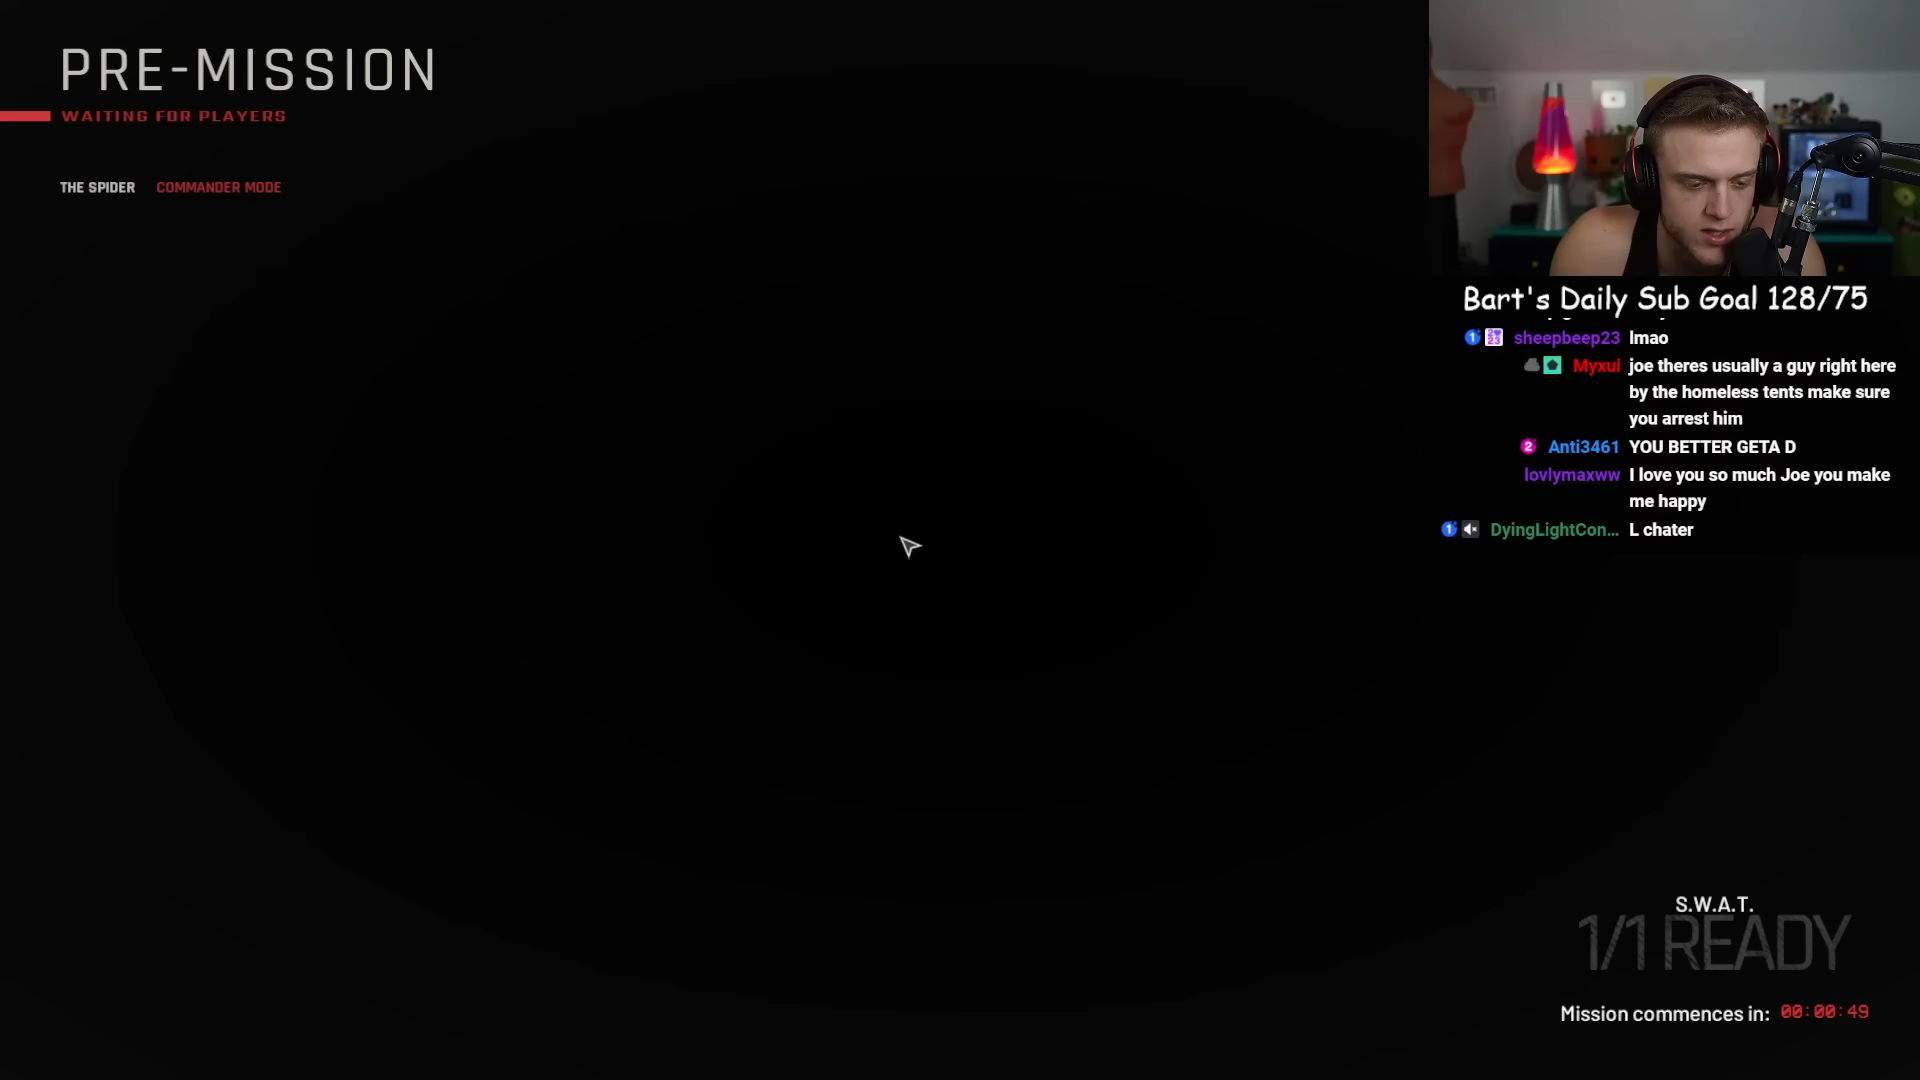 PRE-MISSION
WAITING FOR PLAYERS
THE SPIDER COMMANDER MODE
Bart's Daily Sub Goal 128/75
sheepbeep23 lmao
Myxul joe theres usually a guy right here
by the homeless tents make sure
you arrest him
2 Anti3461 YOU BETTER GETA D
lovlymaxww I love you so much Joe you make
me happy
1 DyingLightCon... L chater
S.W.A.T.
1/1 READY
Mission commences in: 00:00:49